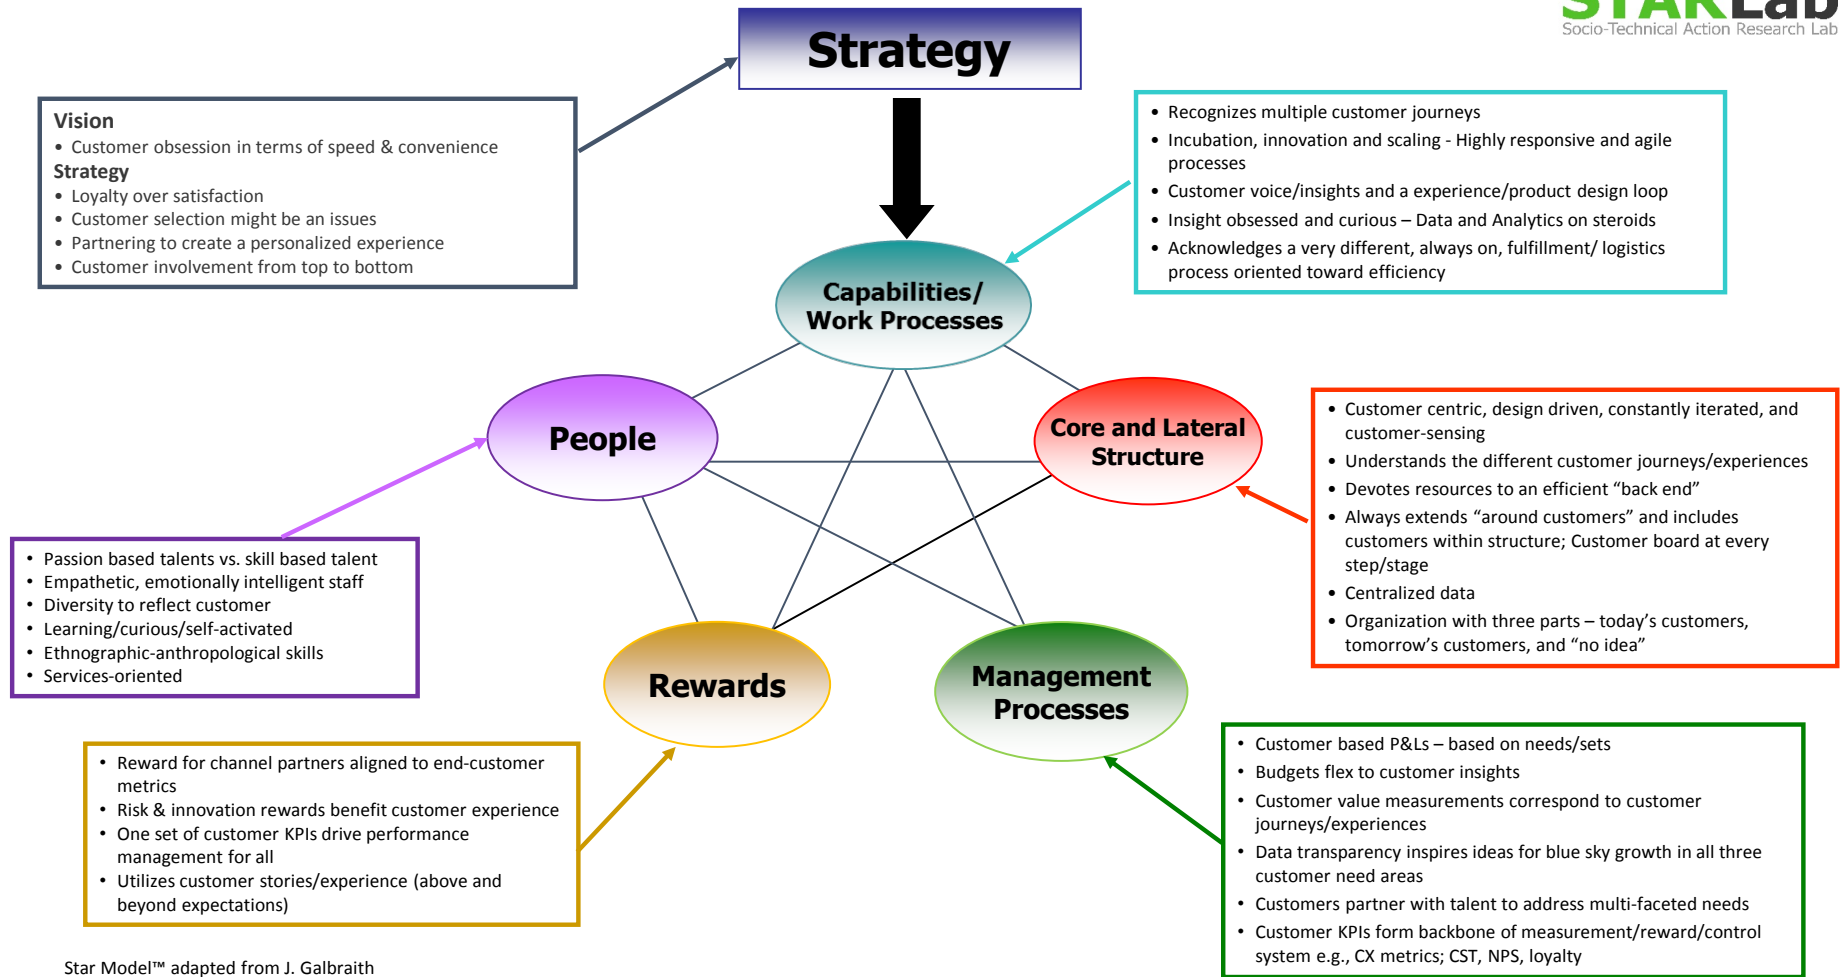 STARLab
Socio-Technical Action Research Lab
Strategy
Vision
• Customer obsession in terms of speed & convenience
Strategy
• Loyalty over satisfaction
• Customer selection might be an issues
• Partnering to create a personalized experience
• Customer involvement from top to bottom
• Recognizes multiple customer journeys
• Incubation, innovation and scaling - Highly responsive and agile
processes
• Customer voice/insights and a experience/product design loop
• Insight obsessed and curious – Data and Analytics on steroids
• Acknowledges a very different, always on, fulfillment/ logistics
process oriented toward efficiency
Capabilities/
Work Processes
People
Core and Lateral
Structure
• Customer centric, design driven, constantly iterated, and
customer-sensing
• Understands the different customer journeys/experiences
• Devotes resources to an efficient “back end”
• Always extends “around customers” and includes
customers within structure; Customer board at every
step/stage
• Centralized data
• Organization with three parts – today’s customers,
tomorrow’s customers, and “no idea”
• Passion based talents vs. skill based talent
• Empathetic, emotionally intelligent staff
• Diversity to reflect customer
• Learning/curious/self-activated
• Ethnographic-anthropological skills
• Services-oriented
Rewards
Management
Processes
• Reward for channel partners aligned to end-customer
metrics
• Risk & innovation rewards benefit customer experience
• One set of customer KPIs drive performance
management for all
• Utilizes customer stories/experience (above and
beyond expectations)
• Customer based P&Ls – based on needs/sets
• Budgets flex to customer insights
• Customer value measurements correspond to customer
journeys/experiences
• Data transparency inspires ideas for blue sky growth in all three
customer need areas
• Customers partner with talent to address multi-faceted needs
• Customer KPIs form backbone of measurement/reward/control
system e.g., CX metrics; CST, NPS, loyalty
Star Model™ adapted from J. Galbraith